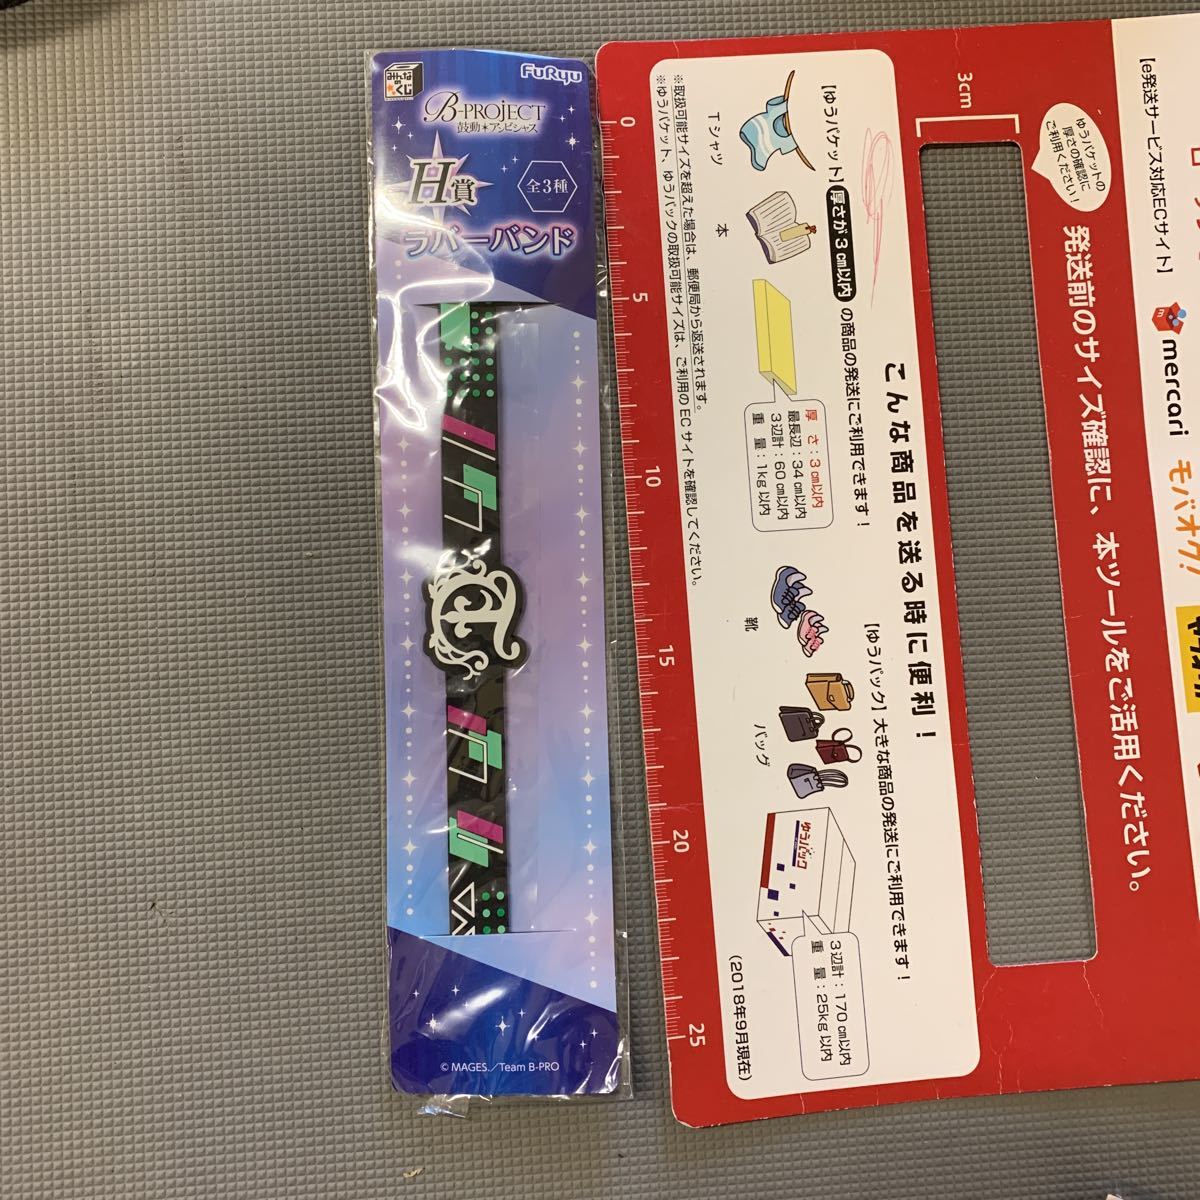 みんなの
くじ
FuRyu
B-PROJECT
鼓動*アンビシャス
H賞
全3種
ラバーバンド
© MAGES.／Team B-PRO
0
5
10
15
20
25
3cm
ゆうパケットの
厚さの確認に
ご利用ください!
発送前のサイズ確認に、本ツールをご活用ください。
【e発送サービス対応ECサイト】
mercari
モバオク!
こんな商品を送る時に便利!
【ゆうパケット】厚さが3cm以内の商品の発送にご利用できます!
Tシャツ
本
厚さ:3cm以内
最長辺:34cm以内
3辺計:60cm以内
重量:1kg以内
※取扱可能サイズを超えた場合は、郵便局から返送されます。
※ゆうパケット、ゆうパックの取扱可能サイズは、ご利用のECサイトを確認してください。
【ゆうパック】大きな商品の発送にご利用できます!
靴
バッグ
ゆうパック
3辺計:170cm以内
重量:25kg以内
(2018年9月現在)